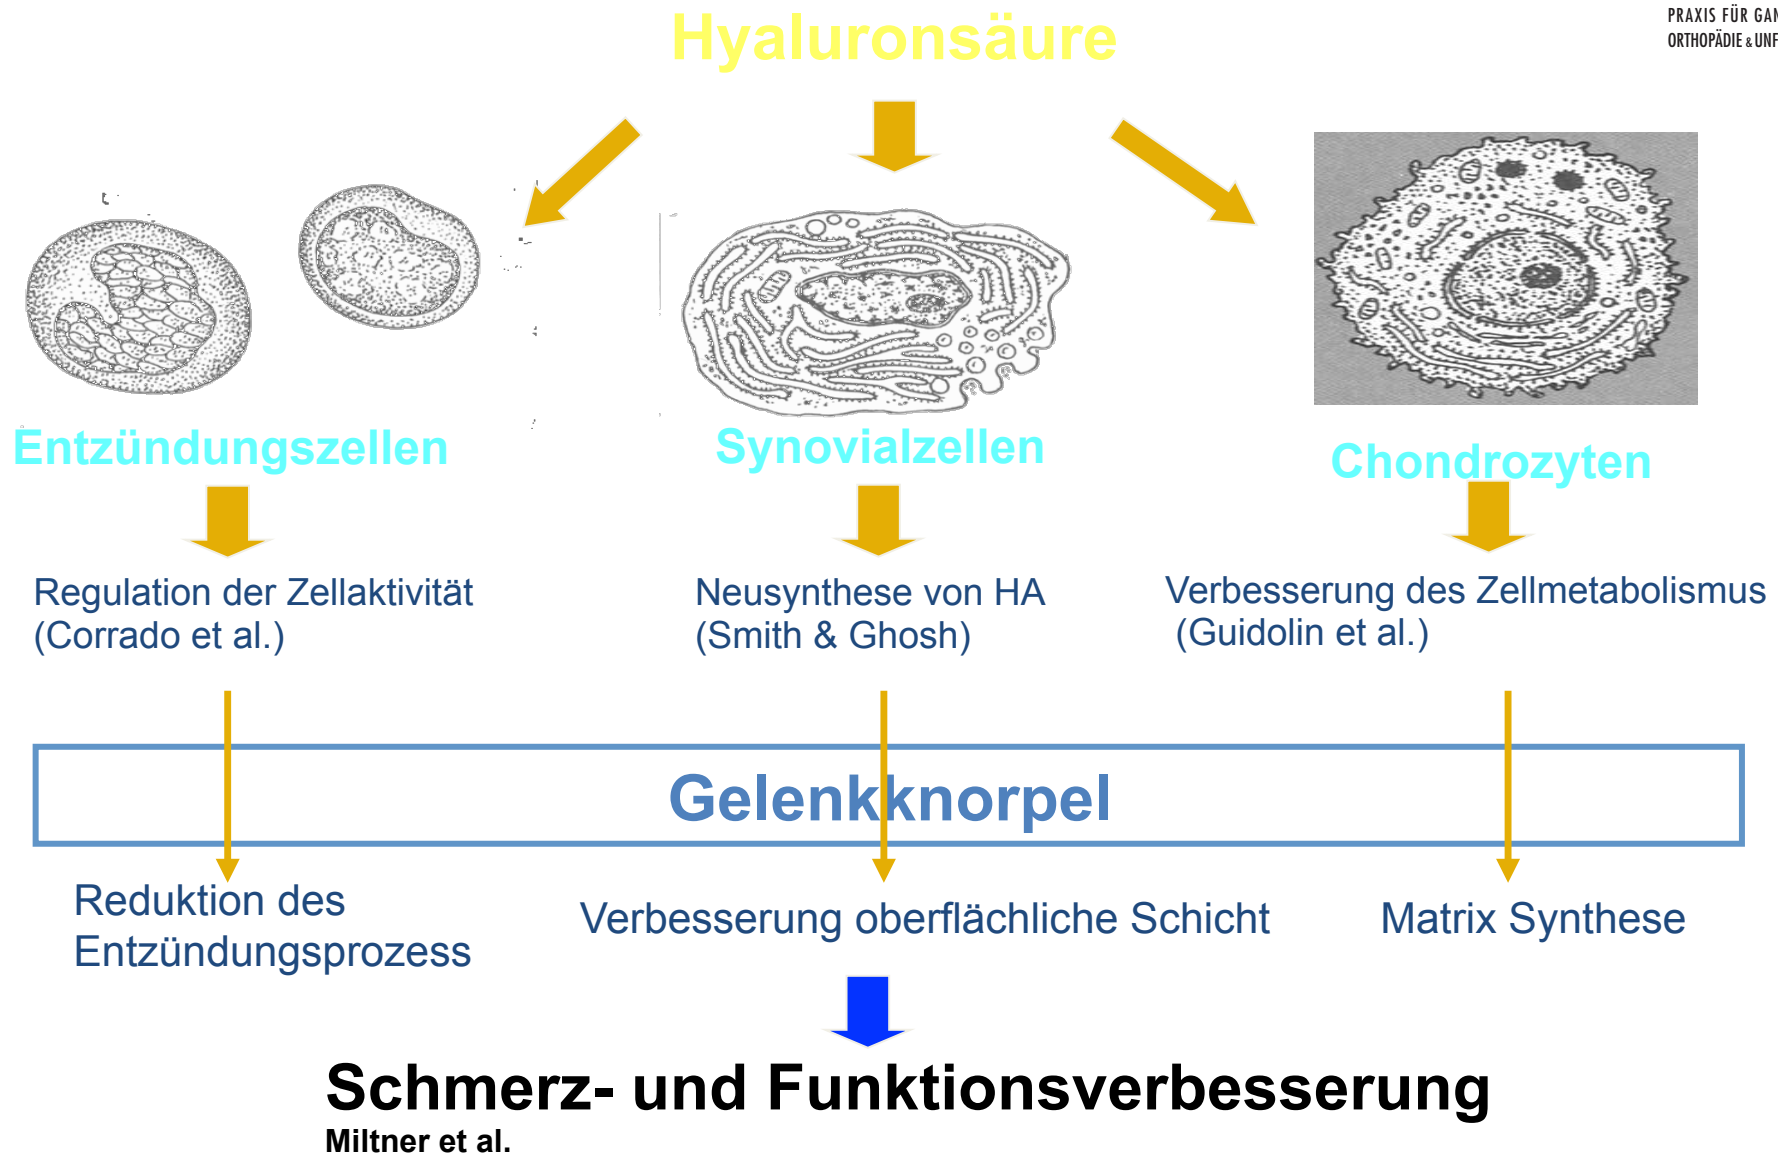 Hyaluronsäure
PRAXIS FÜR
ORTHOPÄDIE &
Entzündungszellen
Synovialzellen
Chondrozyten
Regulation der Zellaktivität
(Corrado et al.)
Neusynthese von HA
(Smith & Ghosh)
Verbesserung des Zellmetabolismus
(Guidolin et al.)
Gelenkknorpel
Reduktion des
Entzündungsprozess
Verbesserung oberflächliche Schicht
Matrix Synthese
Schmerz- und Funktionsverbesserung
Miltner et al.